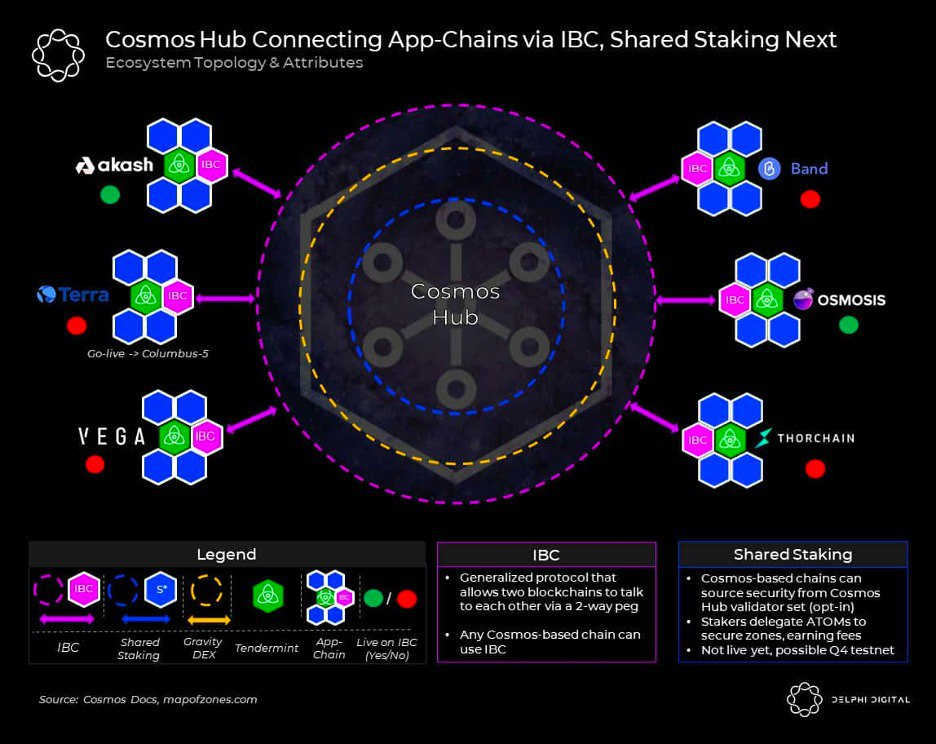 Cosmos Hub Connecting App-Chains via IBC, Shared Staking Next
Ecosystem Topology & Attributes
akash
IBC
IBC
Band
Terra
IBC
Go-live -> Columbus-5
Cosmos
Hub
IBC
OSMOSIS
VEGA
IBC
IBC
THORCHAIN
Legend
IBC
S*
IBC
/
IBC
Shared
Staking
Gravity
DEX
Tendermint
App-
Chain
Live on IBC
(Yes/No)
IBC
• Generalized protocol that
allows two blockchains to talk
to each other via a 2-way peg
• Any Cosmos-based chain can
use IBC
Shared Staking
• Cosmos-based chains can
source security from Cosmos
Hub validator set (opt-in)
• Stakers delegate ATOMs to
secure zones, earning fees
• Not live yet, possible Q4 testnet
Source: Cosmos Docs, mapofzones.com
DELPHI DIGITAL